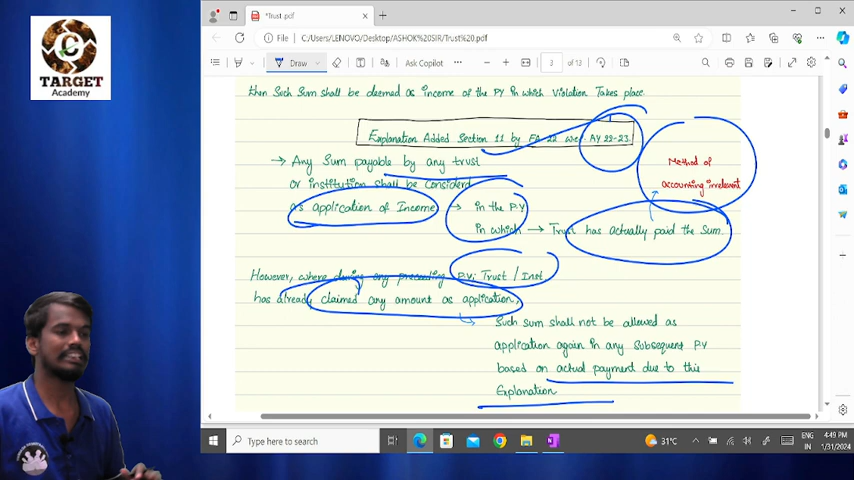 TARGET
Academy
*Trust .pdf
File
C:/Users/LENOVO/Desktop/ASHOK%20SIR/Trust%20.pdf
Draw
Ask Copilot
3 of 13
then Such Sum shall be deemed as income of the PY in which violation Takes place.
Explanation Added Section 11 by FA 22 wef AY 22-23.
Method of
accounting irrelevant
→ Any Sum payable by any trust
or institution shall be considered
as application of Income → in the P.Y
in which → Trust has actually paid the Sum.
However, where during any preceding P.Y, Trust / Inst
has already claimed any amount as application,
Such sum shall not be allowed as
application again in any Subsequent PY
based on actual payment due to this
Explanation
Type here to search
31°C
ENG
IN
4:49 PM
1/31/2024